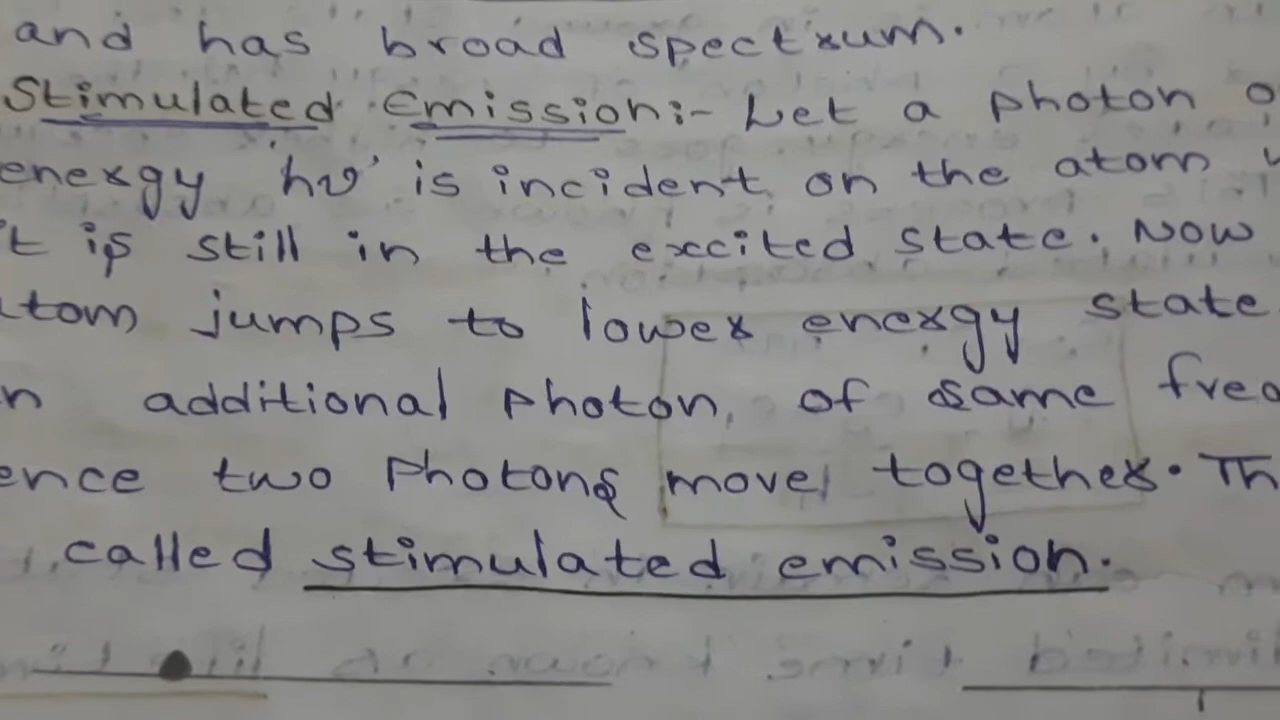 and has broad spectrum.
Stimulated Emission:- Let a photon o
energy hν is incident on the atom
t is still in the excited state. Now
tom jumps to lower energy state
n additional photon, of same freq
ence two photons move together. Th
called stimulated emission.